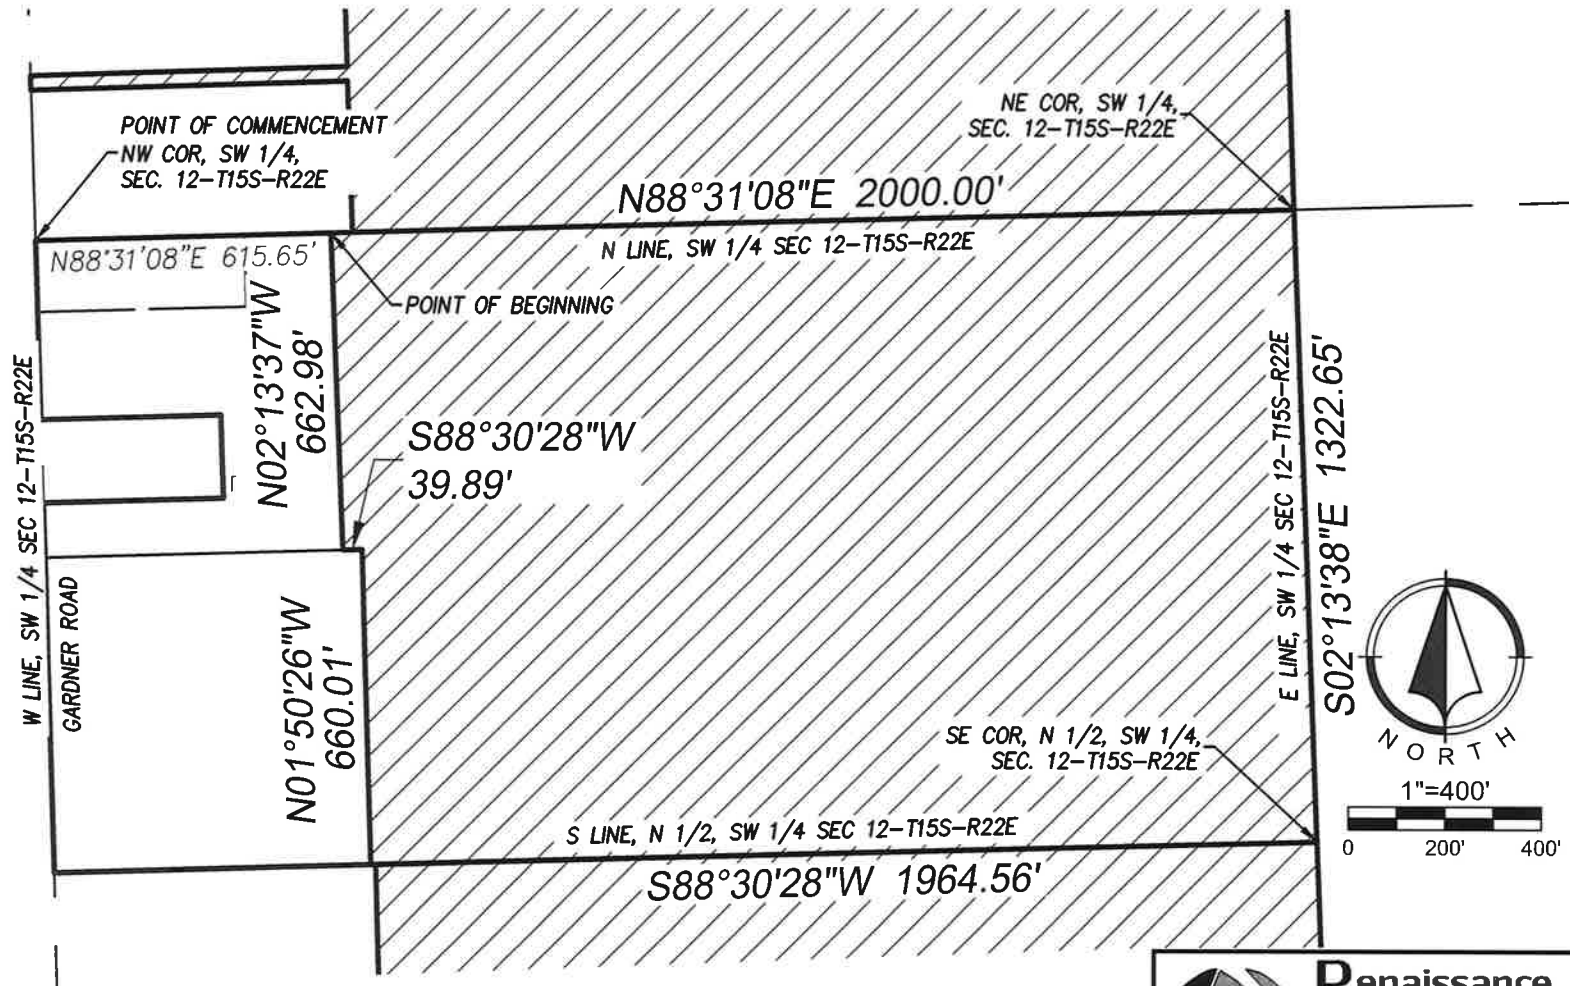 POINT OF COMMENCEMENT
NW COR, SW 1/4,
SEC. 12-T15S-R22E
NE COR, SW 1/4,
SEC. 12-T15S-R22E
N88°31'08"E 2000.00'
N LINE, SW 1/4 SEC 12-T15S-R22E
N88°31'08"E 615.65'
POINT OF BEGINNING
N02°13'37"W
662.98'
S88°30'28"W
39.89'
W LINE, SW 1/4 SEC 12-T15S-R22E
GARDNER ROAD
N01°50'26"W
660.01'
E LINE, SW 1/4 SEC 12-T15S-R22E
S02°13'38"E 1322.65'
SE COR, N 1/2, SW 1/4,
SEC. 12-T15S-R22E
S LINE, N 1/2, SW 1/4 SEC 12-T15S-R22E
S88°30'28"W 1964.56'
NORTH
1"=400'
0 200' 400'
Renaissance